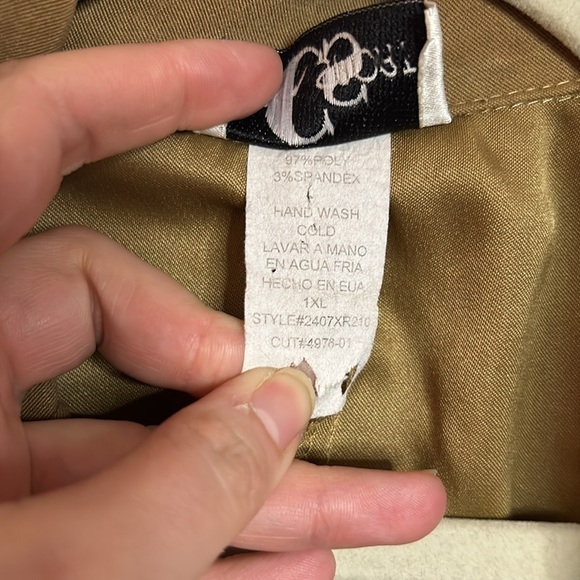 97%POLY
3%SPANDEX
HAND WASH
COLD
LAVAR A MANO
EN AGUA FRIA
HECHO EN EUA
1XL
STYLE#2407XR210
CUT#4976-01